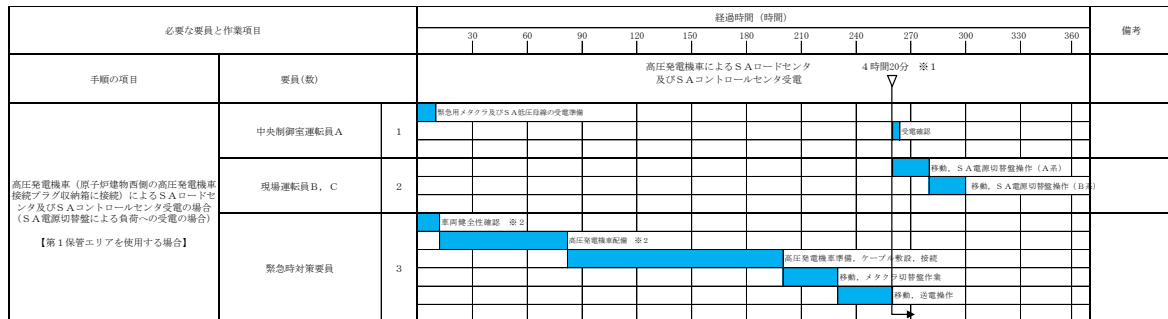 必要な要員と作業項目
経過時間（時間）
備考
30 60 90 120 150 180 210 240 270 300 330 360
手順の項目
要員(数)
高圧発電機車によるＳＡロードセンタ
及びＳＡコントロールセンタ受電
４時間20分　※１
高圧発電機車（原子炉建物西側の高圧発電機車
接続プラグ収納箱に接続）によるＳＡロードセ
ンタ及びＳＡコントロールセンタ受電の場合
（ＳＡ電源切替盤による負荷への受電の場合）
【第１保管エリアを使用する場合】
中央制御室運転員Ａ
1
緊急用メタクラ及びＳＡ低圧母線の受電準備
受電確認
現場運転員Ｂ，Ｃ
2
移動，ＳＡ電源切替盤操作（Ａ系）
移動，ＳＡ電源切替盤操作（Ｂ系）
緊急時対策要員
3
車両健全性確認　※２
高圧発電機車配備　※２
高圧発電機車準備，ケーブル敷設，接続
移動，メタクラ切替盤作業
移動，送電操作